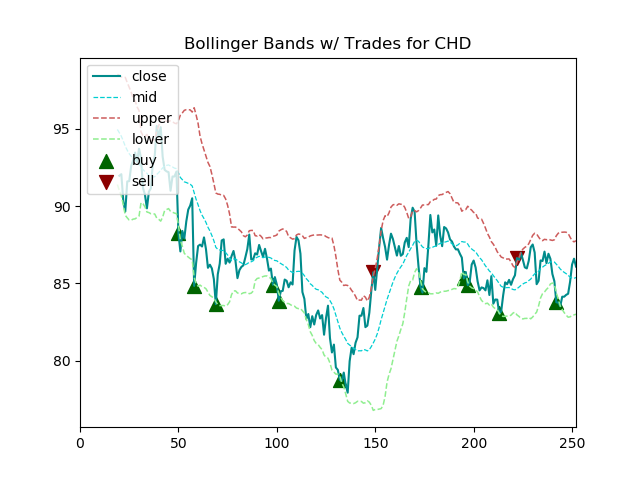 Bollinger Bands w/ Trades for CHD
close
mid
upper
lower
buy
sell
95
90
85
80
0 50 100 150 200 250